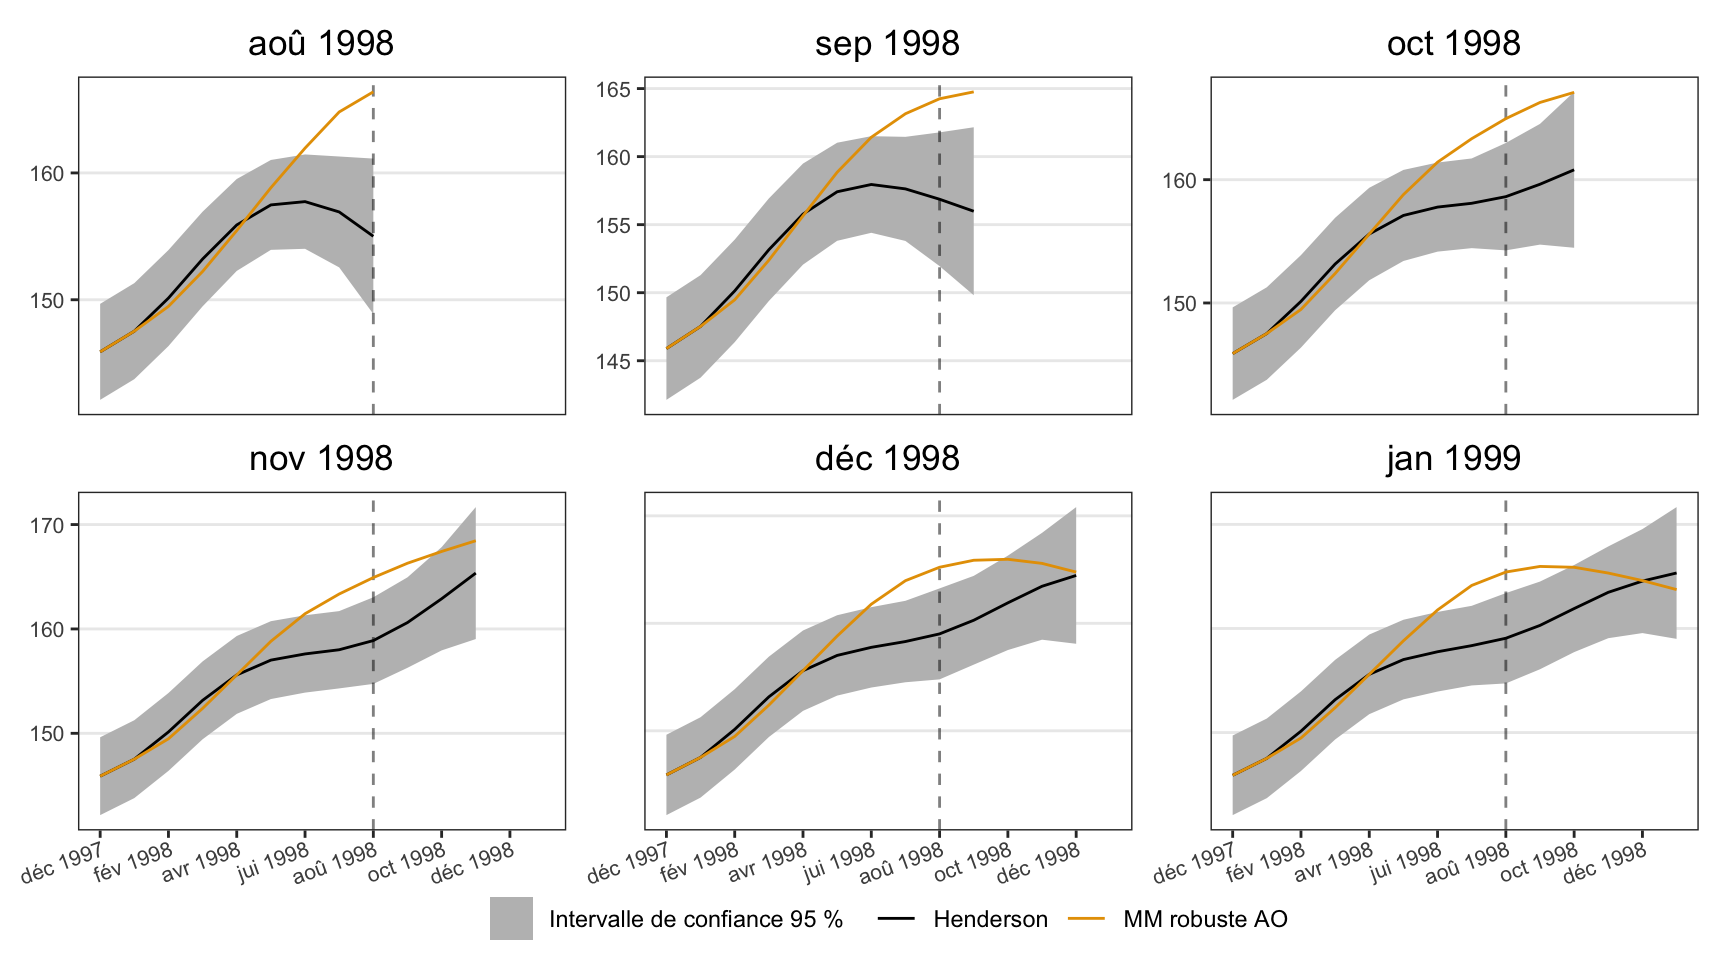 aoû 1998
160
150
sep 1998
165
160
155
150
145
oct 1998
160
150
nov 1998
170
160
150
déc 1997
fév 1998
avr 1998
jui 1998
aoû 1998
oct 1998
déc 1998
déc 1998
déc 1997
fév 1998
avr 1998
jui 1998
aoû 1998
oct 1998
déc 1998
jan 1999
déc 1997
fév 1998
avr 1998
jui 1998
aoû 1998
oct 1998
déc 1998
Intervalle de confiance 95 %
Henderson
MM robuste AO